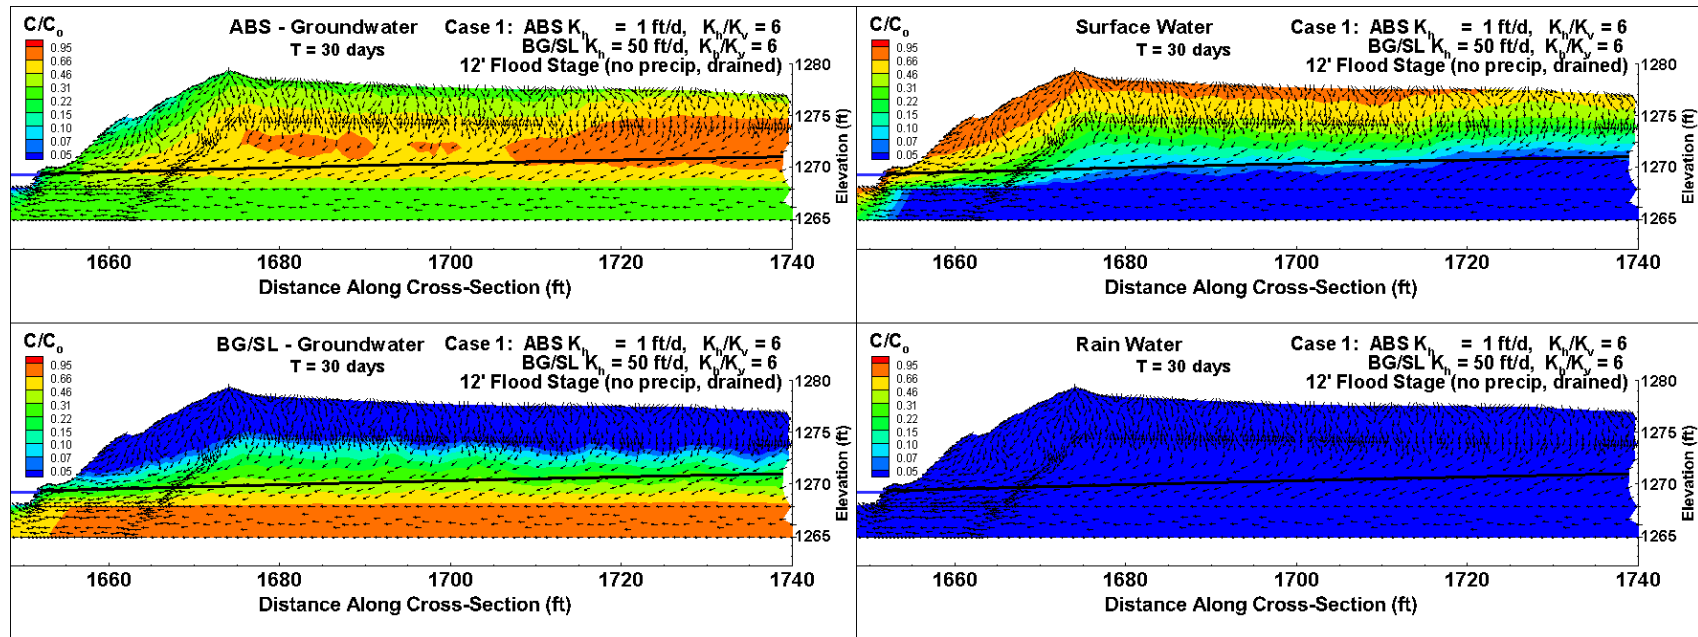 C/Co
ABS - Groundwater
T = 30 days
Case 1: ABS Kh = 1 ft/d, Kh/Kv = 6
BG/SL Kh = 50 ft/d, Kh/Kv = 6
12' Flood Stage (no precip, drained)
0.95
0.66
0.46
0.31
0.22
0.15
0.10
0.07
0.05
1280
1275
1270
1265
Elevation (ft)
1660 1680 1700 1720 1740
Distance Along Cross-Section (ft)
C/Co
Surface Water
T = 30 days
Case 1: ABS Kh = 1 ft/d, Kh/Kv = 6
BG/SL Kh = 50 ft/d, Kh/Kv = 6
12' Flood Stage (no precip, drained)
0.95
0.66
0.46
0.31
0.22
0.15
0.10
0.07
0.05
1280
1275
1270
1265
Elevation (ft)
1660 1680 1700 1720 1740
Distance Along Cross-Section (ft)
C/Co
BG/SL - Groundwater
T = 30 days
Case 1: ABS Kh = 1 ft/d, Kh/Kv = 6
BG/SL Kh = 50 ft/d, Kh/Kv = 6
12' Flood Stage (no precip, drained)
0.95
0.66
0.46
0.31
0.22
0.15
0.10
0.07
0.05
1280
1275
1270
1265
Elevation (ft)
1660 1680 1700 1720 1740
Distance Along Cross-Section (ft)
C/Co
Rain Water
T = 30 days
Case 1: ABS Kh = 1 ft/d, Kh/Kv = 6
BG/SL Kh = 50 ft/d, Kh/Kv = 6
12' Flood Stage (no precip, drained)
0.95
0.66
0.46
0.31
0.22
0.15
0.10
0.07
0.05
1280
1275
1270
1265
Elevation (ft)
1660 1680 1700 1720 1740
Distance Along Cross-Section (ft)